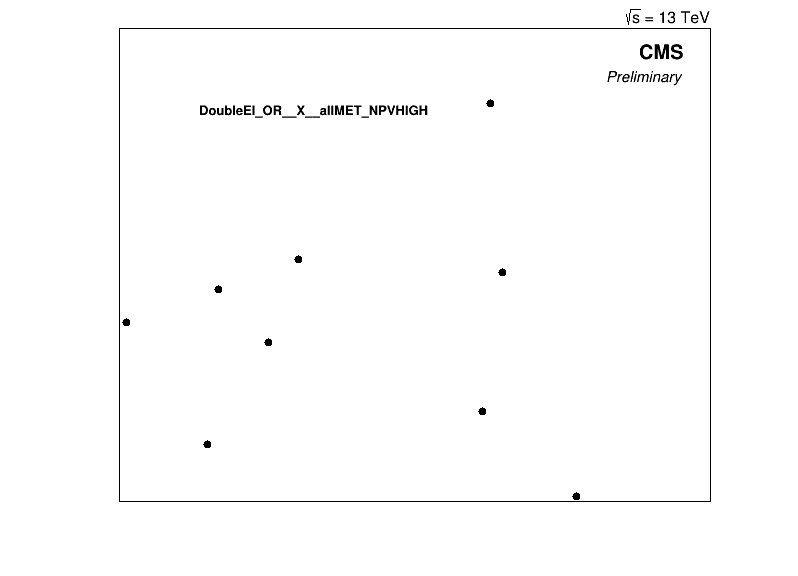 √s = 13 TeV
CMS
Preliminary
DoubleEl_OR__X__allMET_NPVHIGH